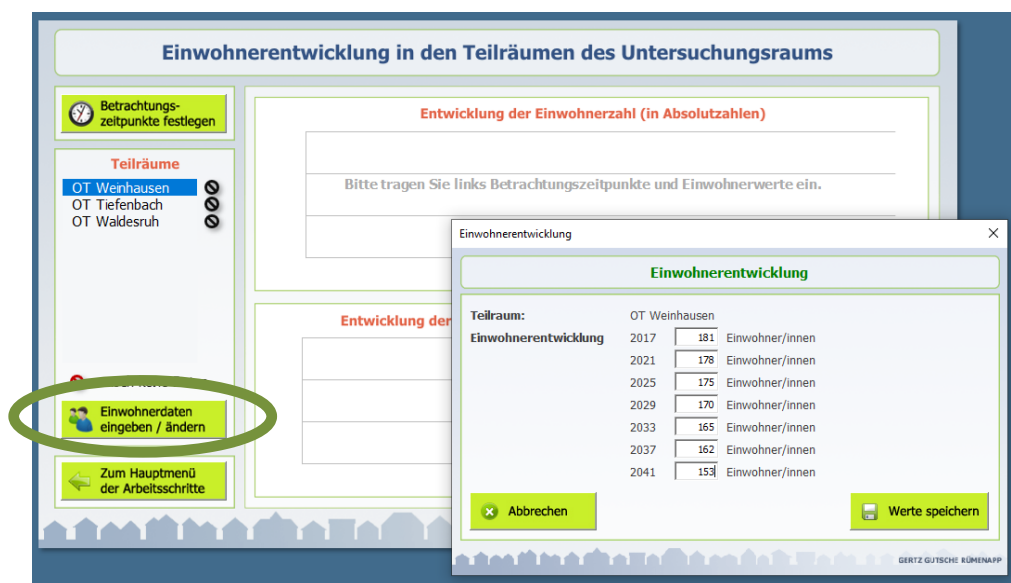 Einwohnerentwicklung in den Teilräumen des Untersuchungsraums
Betrachtungs-
zeitpunkte festlegen
Teilräume
OT Weinhausen
OT Tiefenbach
OT Waldesruh
Einwohnerdaten
eingeben / ändern
Zum Hauptmenü
der Arbeitsschritte
Entwicklung der Einwohnerzahl (in Absolutzahlen)
Bitte tragen Sie links Betrachtungszeitpunkte und Einwohnerwerte ein.
Entwicklung der
Einwohnerentwicklung
Einwohnerentwicklung
Teilraum: OT Weinhausen
Einwohnerentwicklung 2017 181 Einwohner/innen
2021 178 Einwohner/innen
2025 175 Einwohner/innen
2029 170 Einwohner/innen
2033 165 Einwohner/innen
2037 162 Einwohner/innen
2041 153 Einwohner/innen
Abbrechen
Werte speichern
GERTZ GUTSCHE RÜMENAPP